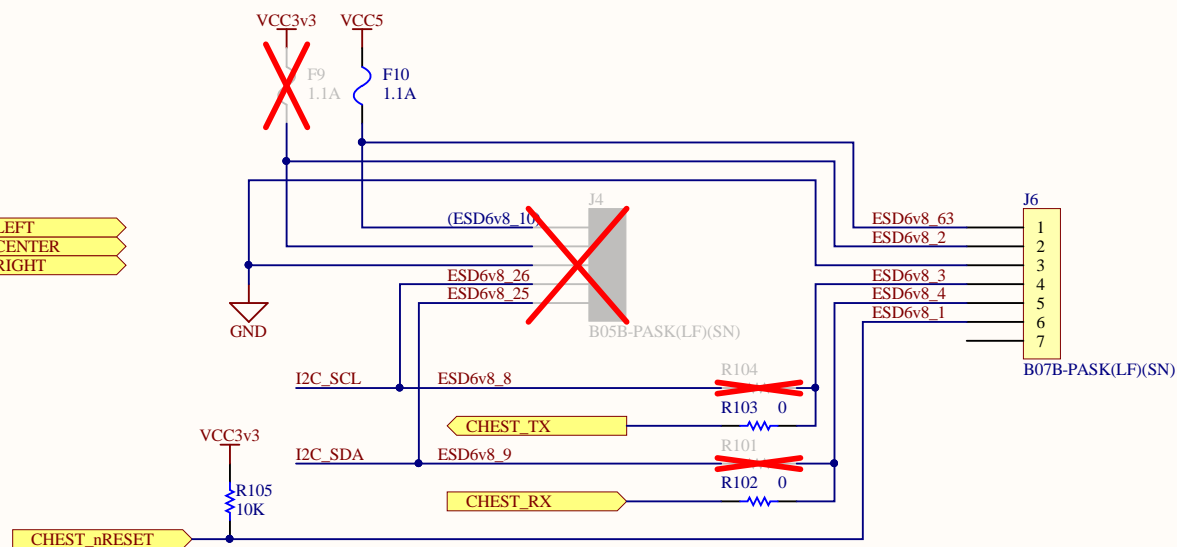 VCC3v3
VCC5
F9
1.1A
F10
1.1A
J4
J6
LEFT
CENTER
RIGHT
(ESD6v8_10)
ESD6v8_26
ESD6v8_25
ESD6v8_63
ESD6v8_2
ESD6v8_3
ESD6v8_4
ESD6v8_1
1
2
3
4
5
6
7
GND
B05B-PASK(LF)(SN)
B07B-PASK(LF)(SN)
I2C_SCL
ESD6v8_8
R104
R103 0
CHEST_TX
I2C_SDA
ESD6v8_9
R101
R102 0
CHEST_RX
VCC3v3
R105
10K
CHEST_nRESET